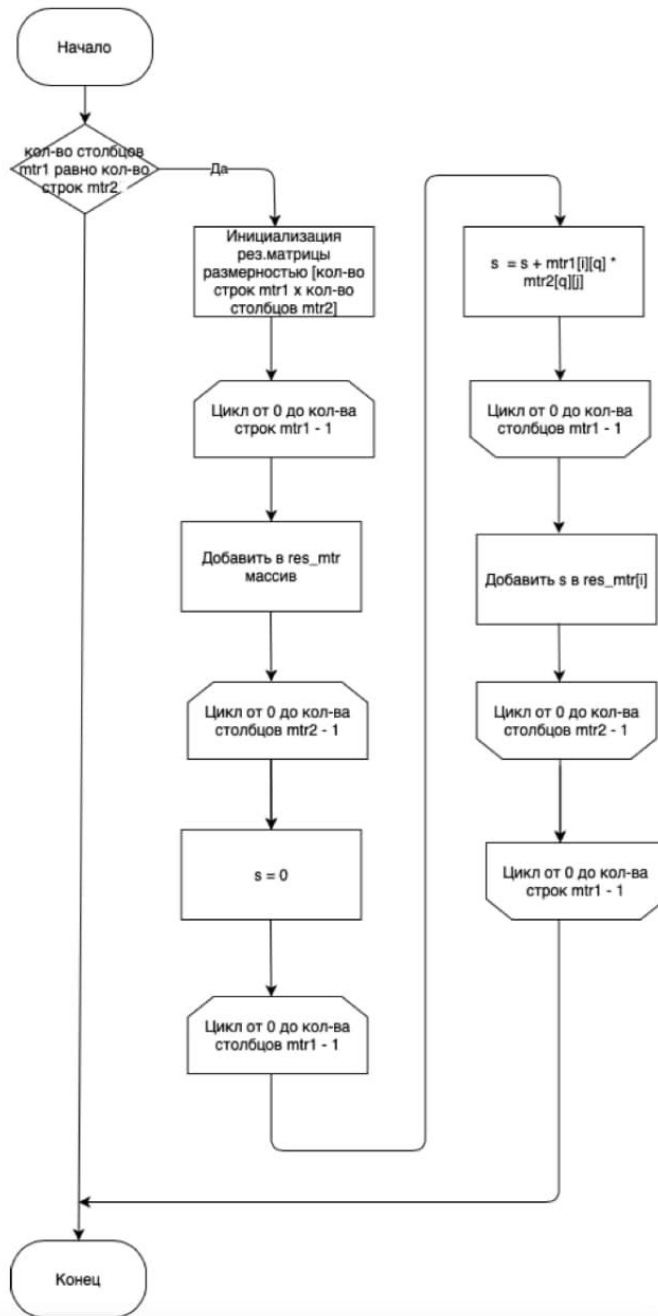 Начало
кол-во столбцов
mtr1 равно кол-во
строк mtr2
Да
Инициализация
рез.матрицы
размерностью [кол-во
строк mtr1 x кол-во
столбцов mtr2]
Цикл от 0 до кол-ва
строк mtr1 - 1
Добавить в res_mtr
массив
Цикл от 0 до кол-ва
столбцов mtr2 - 1
s = 0
Цикл от 0 до кол-ва
столбцов mtr1 - 1
s = s + mtr1[i][q] *
mtr2[q][j]
Цикл от 0 до кол-ва
столбцов mtr1 - 1
Добавить s в res_mtr[i]
Цикл от 0 до кол-ва
столбцов mtr2 - 1
Цикл от 0 до кол-ва
строк mtr1 - 1
Конец